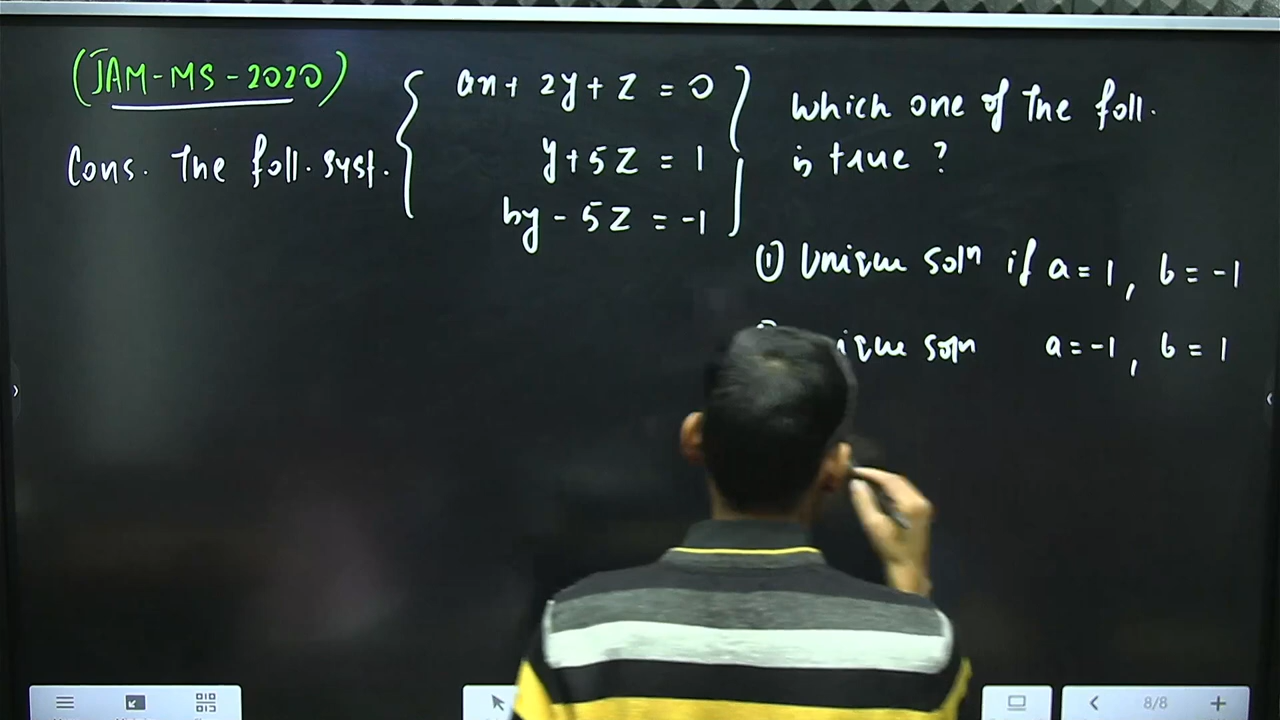 (JAM-MS-2020)
Cons. The foll. syst.
ax + 2y + z = 0
y + 5z = 1
by - 5z = -1
which one of the foll.
is true ?
① Unique solⁿ if a = 1, b = -1
solⁿ a = -1, b = 1
8/8